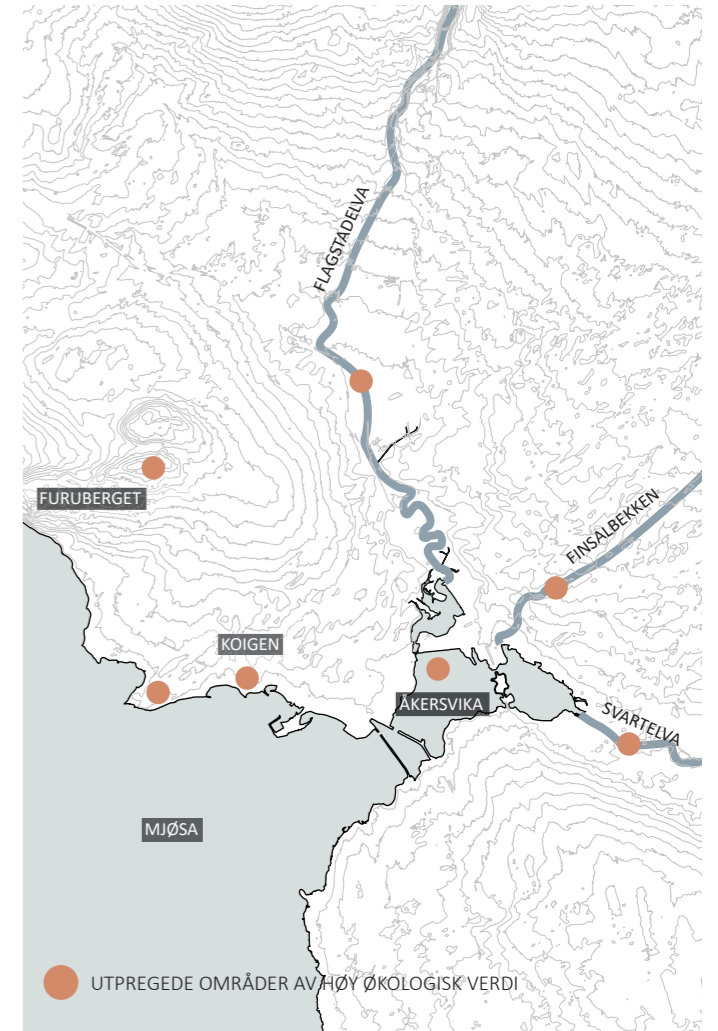 FLAGSTADELVA
FURUBERGET
FINSALBEKKEN
KOIGEN
ÅKERSVIKA
SVARTELVA
MJØSA
UTPREGEDE OMRÅDER AV HØY ØKOLOGISK VERDI